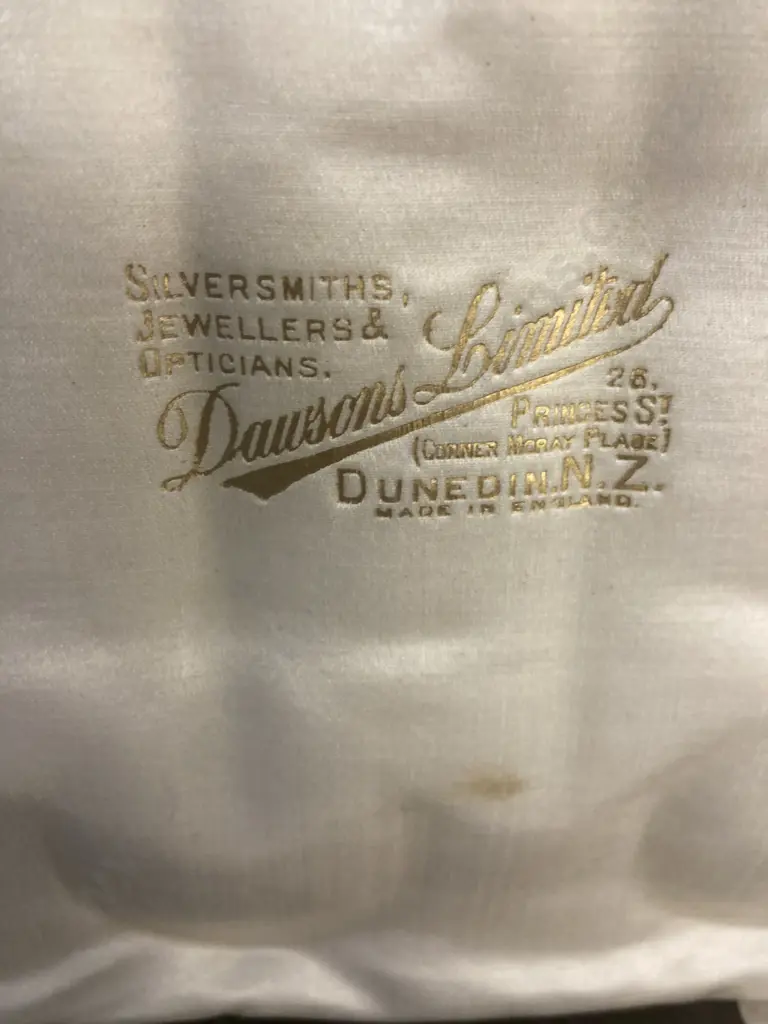 SILVERSMITHS,
JEWELLERS &
OPTICIANS.
Dawsons Limited
26,
PRINCES ST
(CORNER MORAY PLACE)
DUNEDIN. N.Z.
MADE IN ENGLAND.